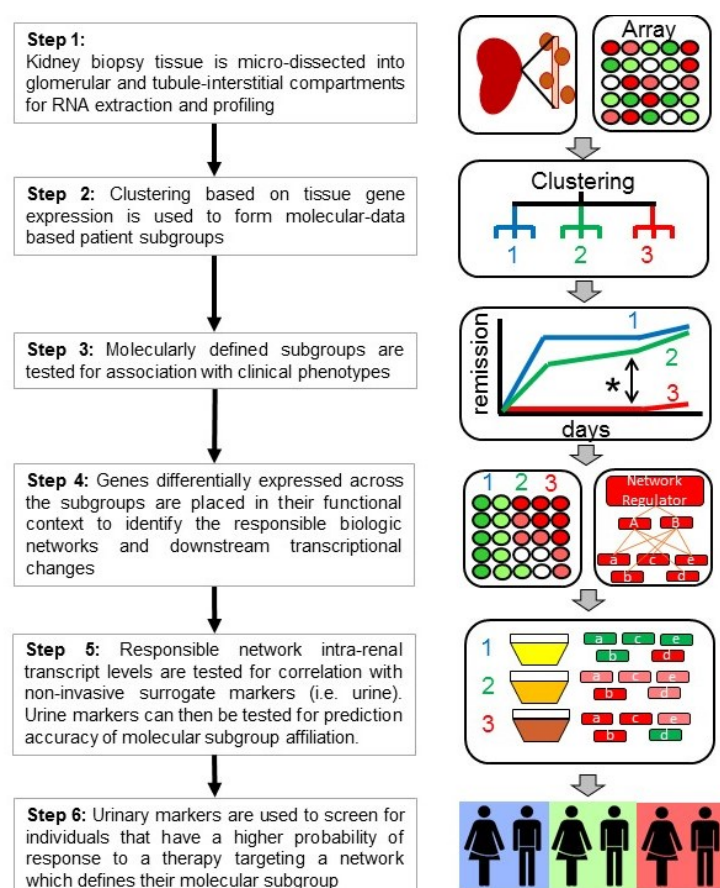 Step 1:
Kidney biopsy tissue is micro-dissected into
glomerular and tubule-interstitial compartments
for RNA extraction and profiling
Array
Step 2: Clustering based on tissue gene
expression is used to form molecular-data
based patient subgroups
Clustering
1 2 3
Step 3: Molecularly defined subgroups are
tested for association with clinical phenotypes
remission
1
2
*
3
days
Step 4: Genes differentially expressed across
the subgroups are placed in their functional
context to identify the responsible biologic
networks and downstream transcriptional
changes
1 2 3
Network
Regulator
A B
a c e
b d
Step 5: Responsible network intra-renal
transcript levels are tested for correlation with
non-invasive surrogate markers (i.e. urine).
Urine markers can then be tested for prediction
accuracy of molecular subgroup affiliation.
1 a c e
b d
2 a c e
b d
3 a c e
b d
Step 6: Urinary markers are used to screen for
individuals that have a higher probability of
response to a therapy targeting a network
which defines their molecular subgroup